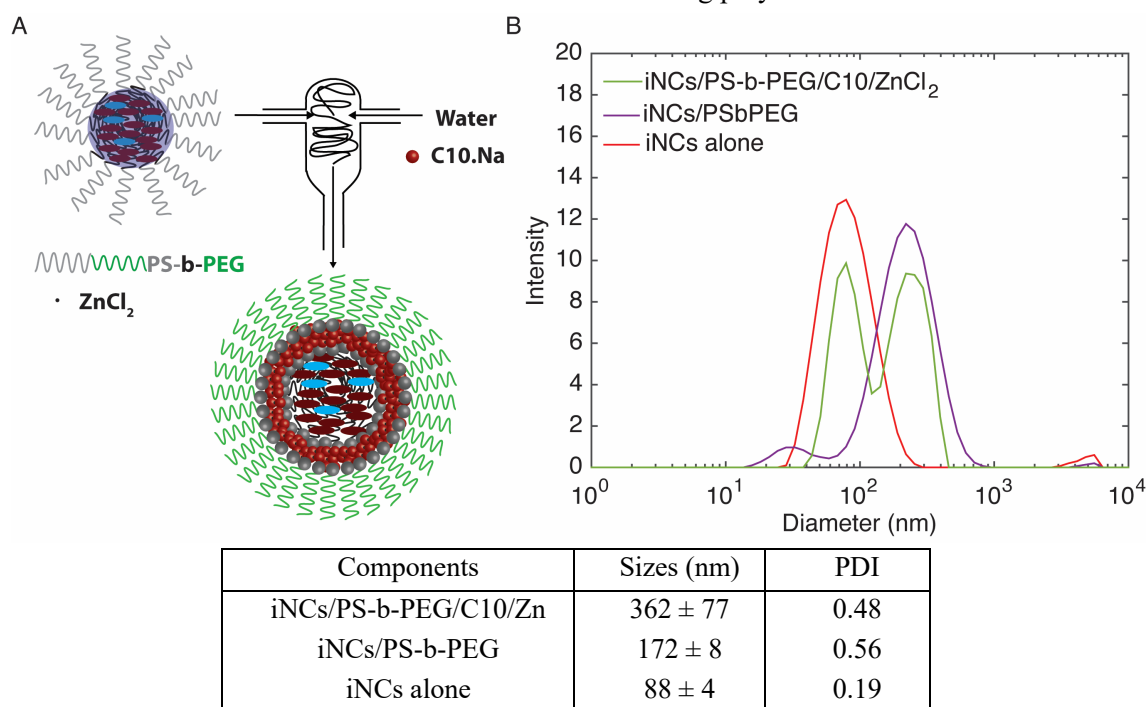 A
Water
C10.Na
PS-b-PEG
ZnCl2
B
20
18
16
14
12
10
8
6
4
2
0
Intensity
iNCs/PS-b-PEG/C10/ZnCl2
iNCs/PSbPEG
iNCs alone
10^0 10^1 10^2 10^3 10^4
Diameter (nm)
Components Sizes (nm) PDI
iNCs/PS-b-PEG/C10/Zn 362 ± 77 0.48
iNCs/PS-b-PEG 172 ± 8 0.56
iNCs alone 88 ± 4 0.19